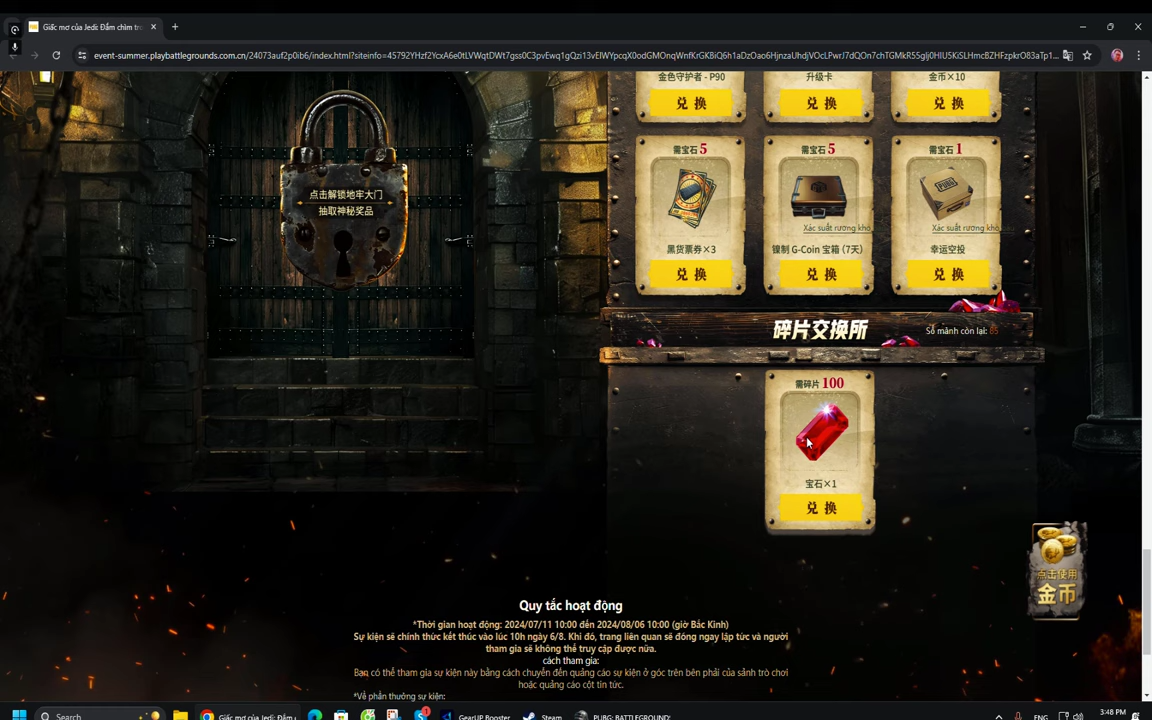 Giấc mơ của Jedi: Đắm chìm tro
event-summer.playbattlegrounds.com.cn/24073auf2p0ib6/index.html?siteinfo=
金色守护者 - P90
升级卡
金币×10
兑 换
兑 换
兑 换
需宝石 5
需宝石 5
需宝石 1
点击解锁地牢大门
抽取神秘奖品
PUBG
Xác suất rương kho
Xác suất rương kho
黑货票券×3
镍制 G-Coin 宝箱 (7天)
幸运空投
兑 换
兑 换
兑 换
碎片交换所
Số mảnh còn lại: 85
需碎片 100
宝石×1
兑 换
点击使用
金币
Quy tắc hoạt động
*Thời gian hoạt động: 2024/07/11 10:00 đến 2024/08/06 10:00 (giờ Bắc Kinh)
Sự kiện sẽ chính thức kết thúc vào lúc 10h ngày 6/8. Khi đó, trang liên quan sẽ đóng ngay lập tức và người
tham gia sẽ không thể truy cập được nữa.
cách tham gia:
Bạn có thể tham gia sự kiện này bằng cách chuyển đến quảng cáo sự kiện ở góc trên bên phải của sảnh trò chơi
hoặc quảng cáo cột tin tức.
*Về phần thưởng sự kiện:
Search
Giấc mơ của Jedi: Đắm
1
GearUP Booster
Steam
PUBG: BATTLEGROUND
ENG
3:48 PM